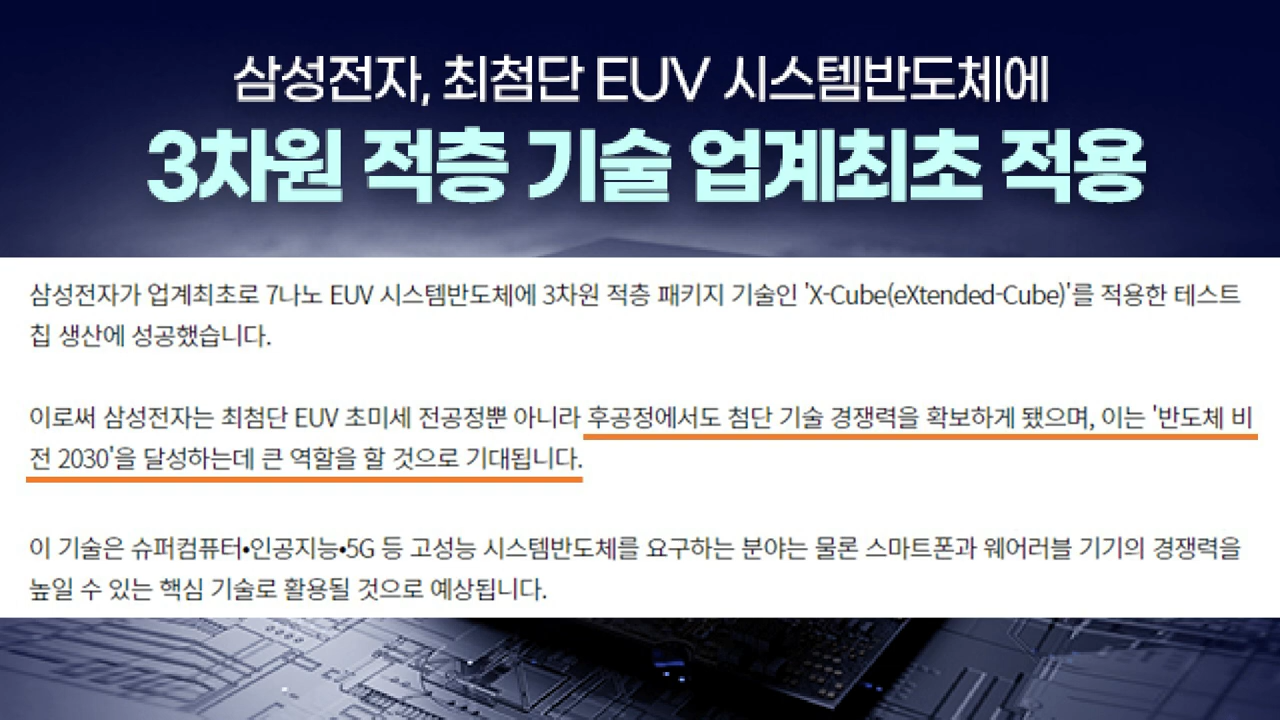 삼성전자, 최첨단 EUV 시스템반도체에
3차원 적층 기술 업계최초 적용
삼성전자가 업계최초로 7나노 EUV 시스템반도체에 3차원 적층 패키지 기술인 'X-Cube(eXtended-Cube)'를 적용한 테스트
칩 생산에 성공했습니다.
이로써 삼성전자는 최첨단 EUV 초미세 전공정뿐 아니라 후공정에서도 첨단 기술 경쟁력을 확보하게 됐으며, 이는 '반도체 비
전 2030'을 달성하는데 큰 역할을 할 것으로 기대됩니다.
이 기술은 슈퍼컴퓨터•인공지능•5G 등 고성능 시스템반도체를 요구하는 분야는 물론 스마트폰과 웨어러블 기기의 경쟁력을
높일 수 있는 핵심 기술로 활용될 것으로 예상됩니다.